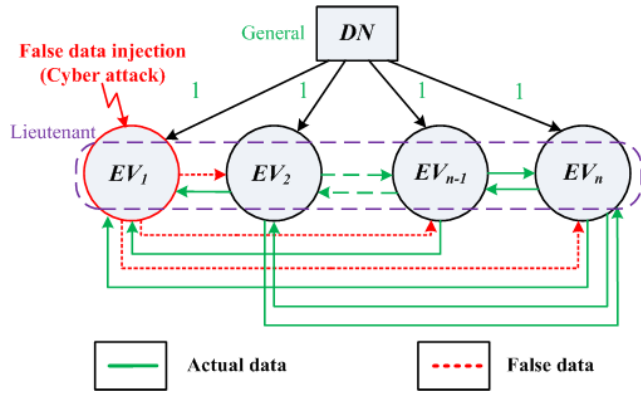 General
DN
False data injection
(Cyber attack)
1
1
1
1
Lieutenant
EV1
EV2
EVn-1
EVn
Actual data
False data